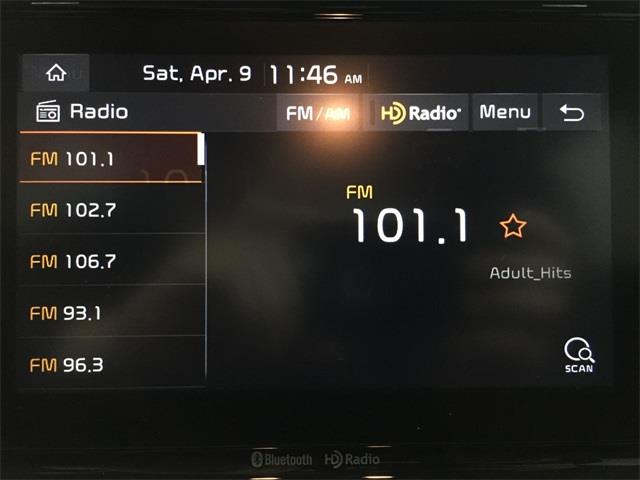 Sat, Apr. 9 11:46 AM
Radio FM/AM HD Radio Menu
FM 101.1
FM 102.7
FM 106.7
FM 93.1
FM 96.3
FM
101.1
Adult_Hits
SCAN
Bluetooth HD Radio